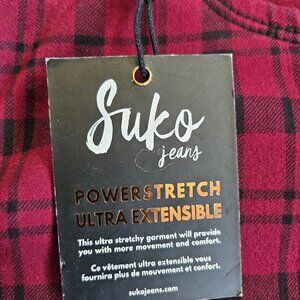 Suko
jeans
POWERSTRETCH
ULTRA EXTENSIBLE
This ultra stretchy garment will provide
you with more movement and comfort.
Ce vêtement ultra extensible vous
fournira plus de mouvement et confort.
sukojeans.com